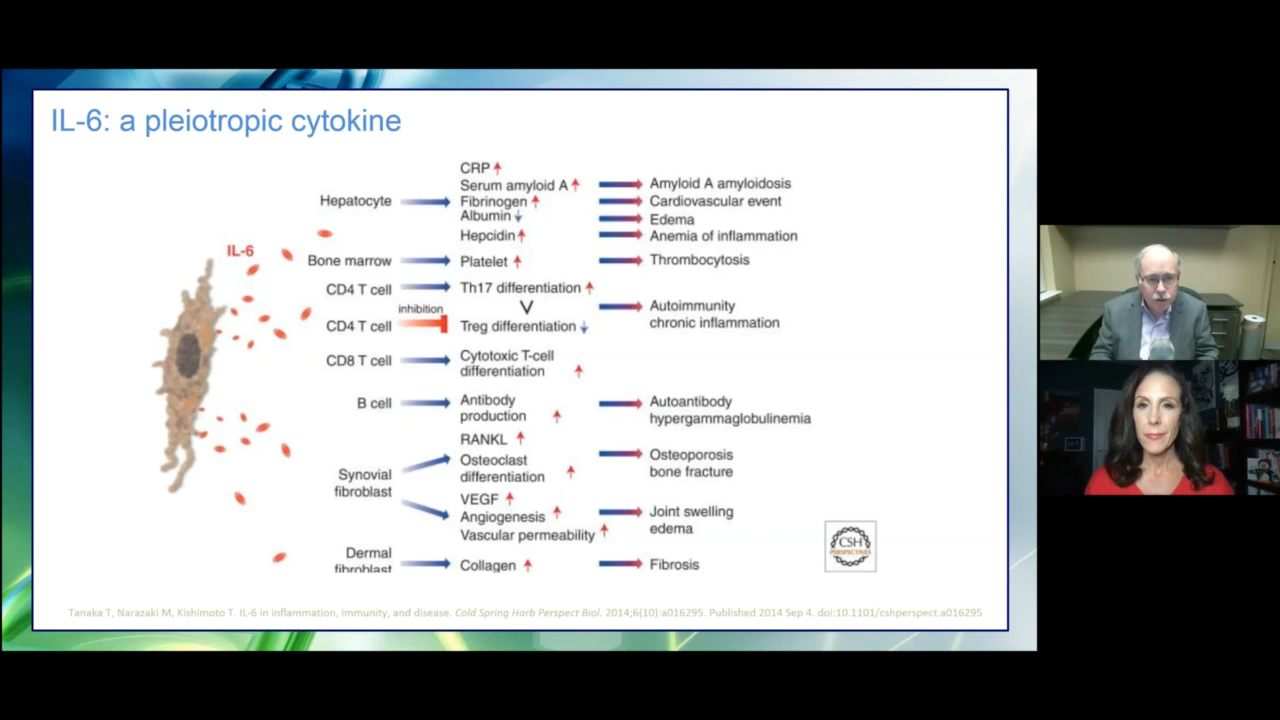 IL-6: a pleiotropic cytokine
IL-6
Hepatocyte
CRP
Serum amyloid A
Fibrinogen
Albumin
Hepcidin
Amyloid A amyloidosis
Cardiovascular event
Edema
Anemia of inflammation
Bone marrow
Platelet
Thrombocytosis
CD4 T cell
Th17 differentiation
inhibition
CD4 T cell
Treg differentiation
Autoimmunity
chronic inflammation
CD8 T cell
Cytotoxic T-cell
differentiation
B cell
Antibody
production
Autoantibody
hypergammaglobulinemia
Synovial
fibroblast
RANKL
Osteoclast
differentiation
Osteoporosis
bone fracture
VEGF
Angiogenesis
Vascular permeability
Joint swelling
edema
Dermal
fibroblast
Collagen
Fibrosis
CSH
PERSPECTIVES
Tanaka T, Narazaki M, Kishimoto T. IL-6 in inflammation, immunity, and disease. Cold Spring Harb Perspect Biol. 2014;6(10):a016295. Published 2014 Sep 4. doi:10.1101/cshperspect.a016295